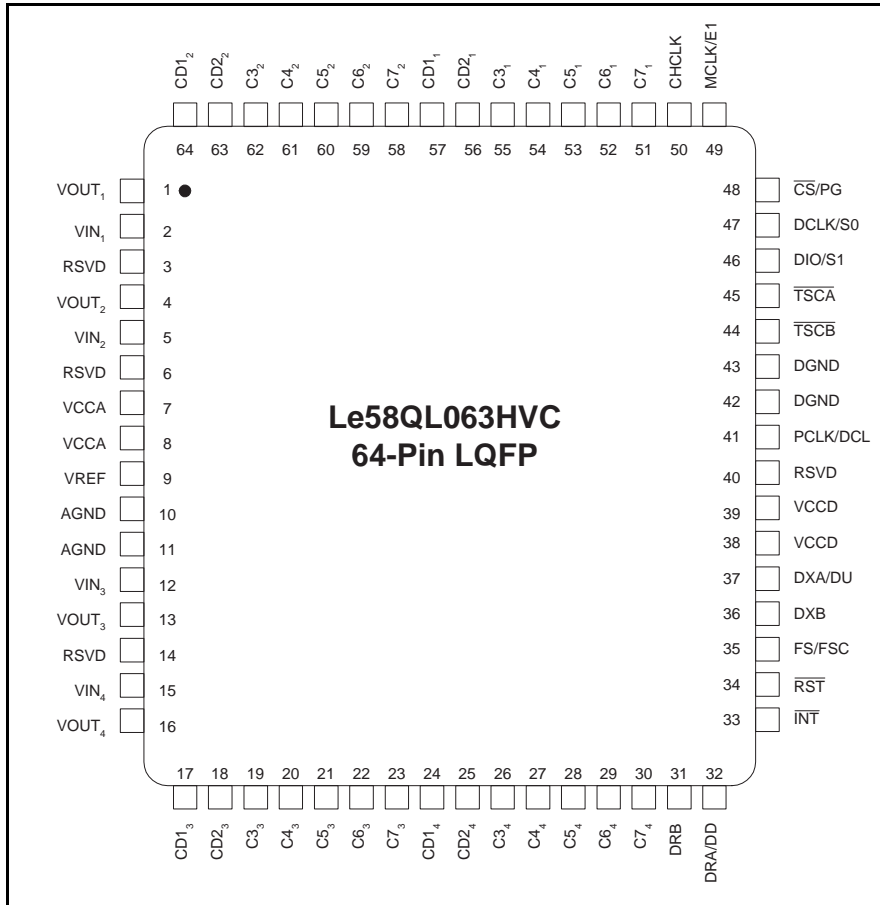 CD1₂ CD2₂ C3₂ C4₂ C5₂ C6₂ C7₂ CD1₁ CD2₁ C3₁ C4₁ C5₁ C6₁ C7₁ CHCLK MCLK/E1
64 63 62 61 60 59 58 57 56 55 54 53 52 51 50 49
VOUT₁ 1
VIN₁ 2
RSVD 3
VOUT₂ 4
VIN₂ 5
RSVD 6
VCCA 7
VCCA 8
VREF 9
AGND 10
AGND 11
VIN₃ 12
VOUT₃ 13
RSVD 14
VIN₄ 15
VOUT₄ 16
Le58QL063HVC
64-Pin LQFP
48 C̅S̅/PG
47 DCLK/S0
46 DIO/S1
45 T̅S̅C̅A̅
44 T̅S̅C̅B̅
43 DGND
42 DGND
41 PCLK/DCL
40 RSVD
39 VCCD
38 VCCD
37 DXA/DU
36 DXB
35 FS/FSC
34 R̅S̅T̅
33 I̅N̅T̅
17 18 19 20 21 22 23 24 25 26 27 28 29 30 31 32
CD1₃ CD2₃ C3₃ C4₃ C5₃ C6₃ C7₃ CD1₄ CD2₄ C3₄ C4₄ C5₄ C6₄ C7₄ DRB DRA/DD